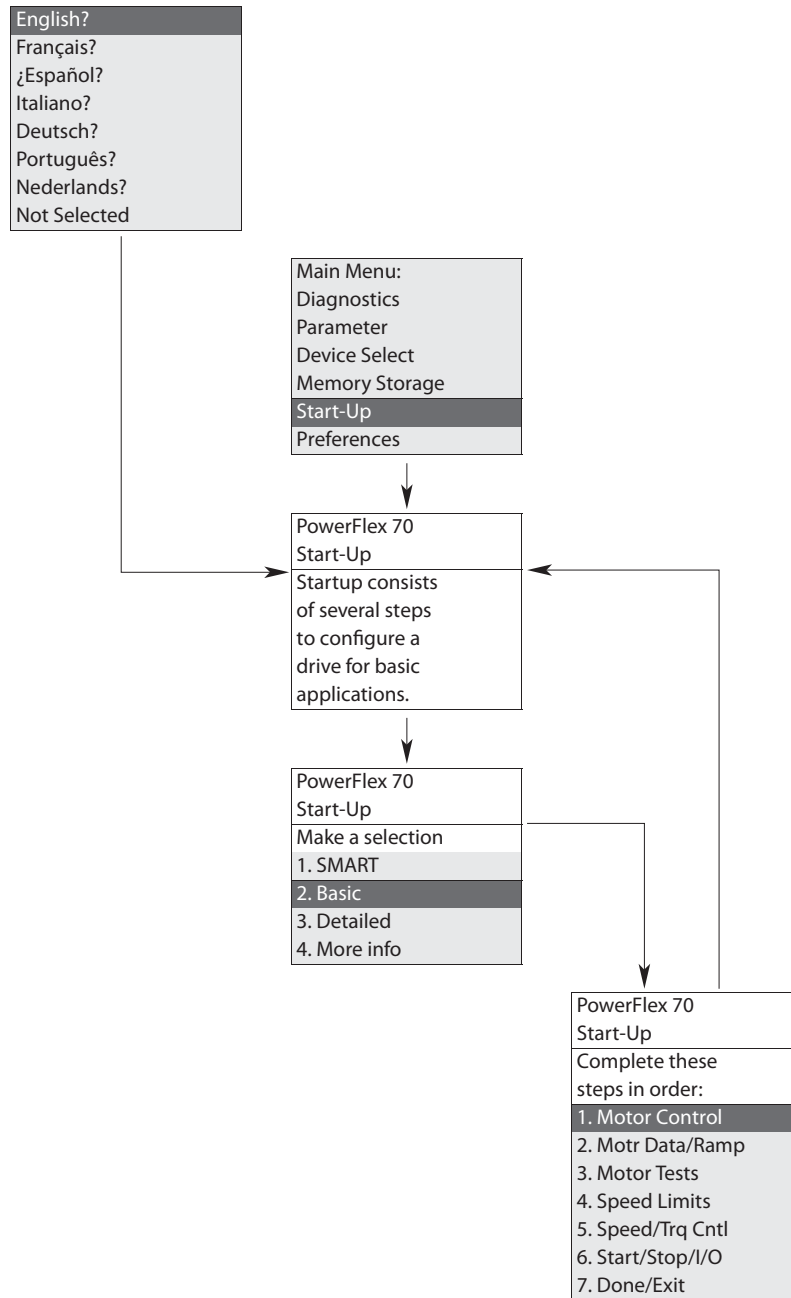 English?
Français?
¿Español?
Italiano?
Deutsch?
Português?
Nederlands?
Not Selected
Main Menu:
Diagnostics
Parameter
Device Select
Memory Storage
Start-Up
Preferences
PowerFlex 70
Start-Up
Startup consists
of several steps
to configure a
drive for basic
applications.
PowerFlex 70
Start-Up
Make a selection
1. SMART
2. Basic
3. Detailed
4. More info
PowerFlex 70
Start-Up
Complete these
steps in order:
1. Motor Control
2. Motr Data/Ramp
3. Motor Tests
4. Speed Limits
5. Speed/Trq Cntl
6. Start/Stop/I/O
7. Done/Exit